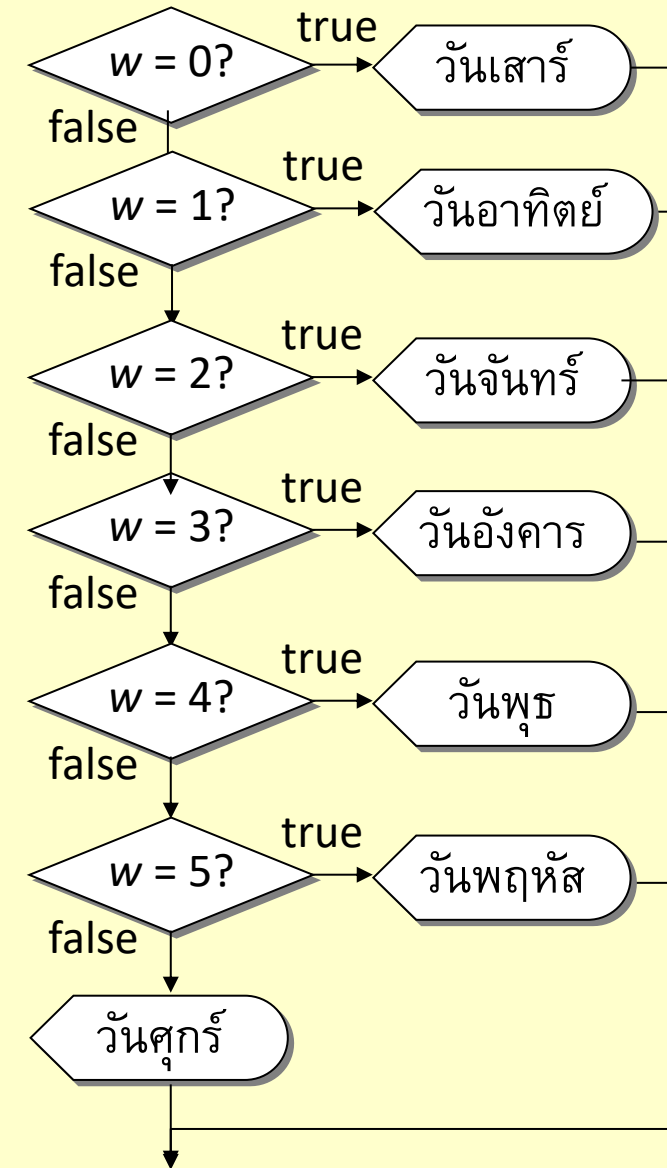 true
w = 0?
วันเสาร์
false
true
w = 1?
วันอาทิตย์
false
true
w = 2?
วันจันทร์
false
true
w = 3?
วันอังคาร
false
true
w = 4?
วันพุธ
false
true
w = 5?
วันพฤหัส
false
วันศุกร์